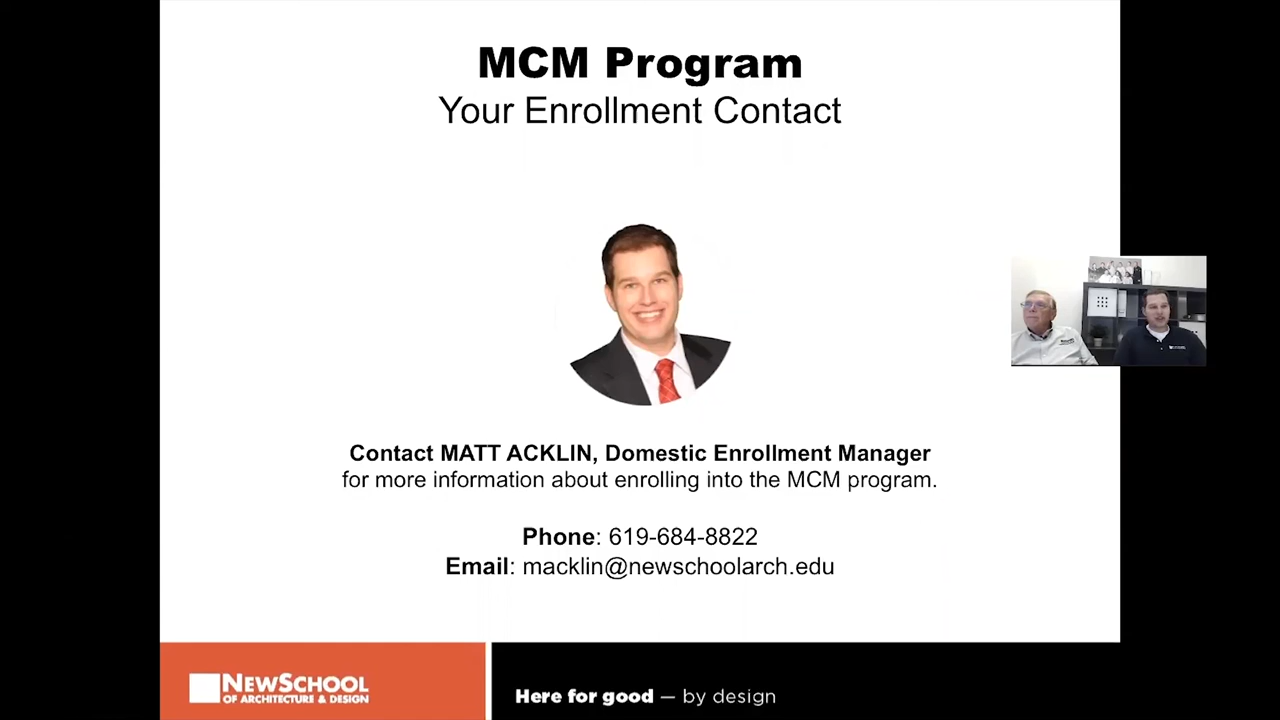 MCM Program
Your Enrollment Contact
Contact MATT ACKLIN, Domestic Enrollment Manager
for more information about enrolling into the MCM program.
Phone: 619-684-8822
Email: macklin@newschoolarch.edu
NEWSCHOOL
OF ARCHITECTURE & DESIGN
Here for good — by design